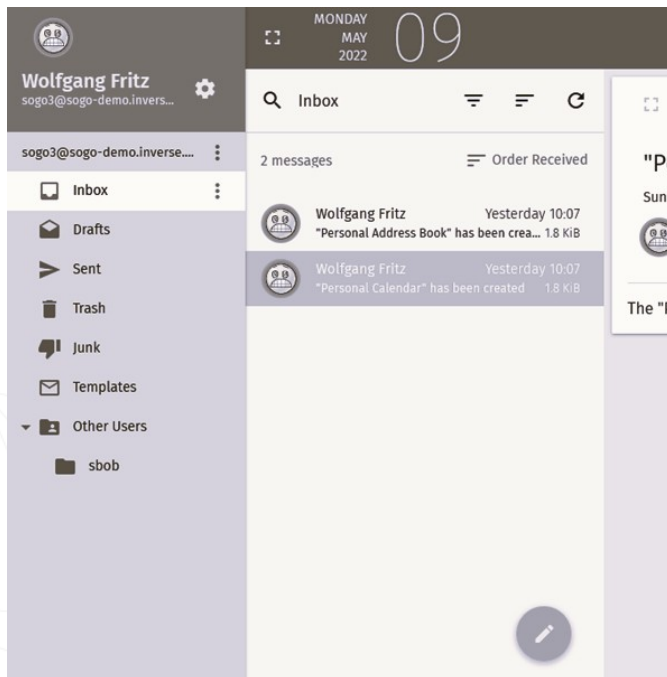 MONDAY
MAY
2022
09
Wolfgang Fritz
sogo3@sogo-demo.invers...
sogo3@sogo-demo.inverse....
Inbox
Drafts
Sent
Trash
Junk
Templates
Other Users
sbob
Inbox
2 messages
Order Received
Wolfgang Fritz Yesterday 10:07
"Personal Address Book" has been crea... 1.8 KiB
Wolfgang Fritz Yesterday 10:07
"Personal Calendar" has been created 1.8 KiB
"P
Sun
The "